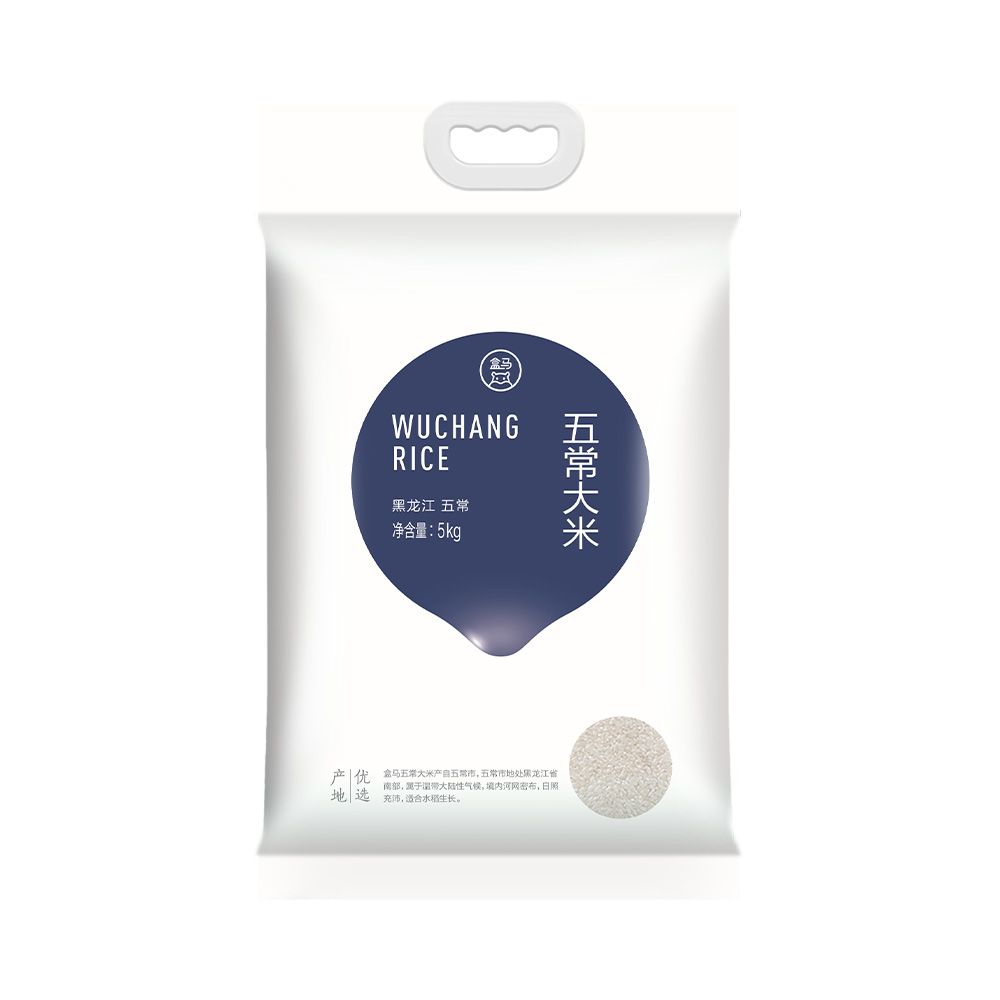 盒马
WUCHANG
RICE
五常大米
黑龙江 五常
净含量：5kg
优选
产地
盒马五常大米产自五常市，五常市地处黑龙江省
南部，属于温带大陆性气候，境内河网密布，日照
充沛，适合水稻生长。